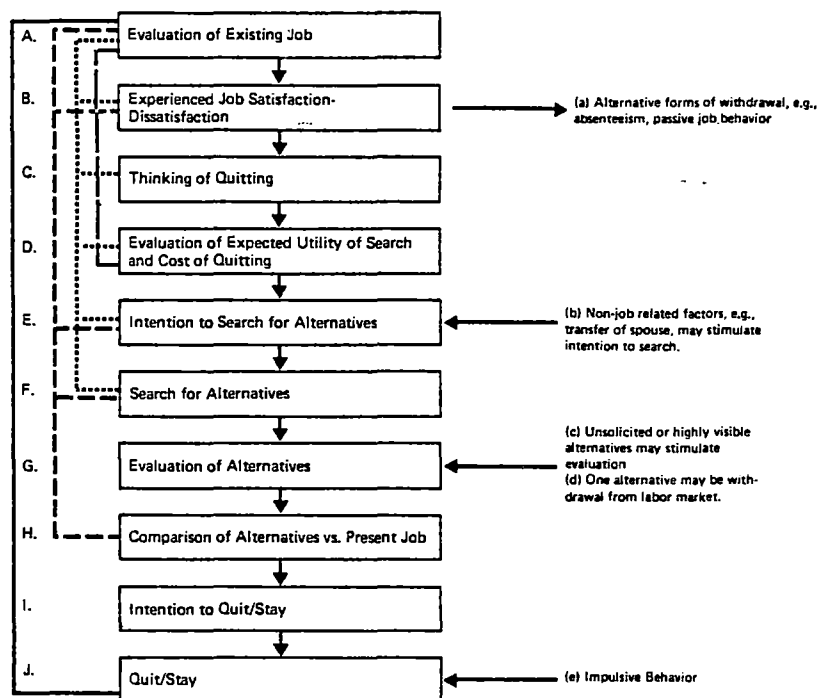 A.
Evaluation of Existing Job
B.
Experienced Job Satisfaction-
Dissatisfaction
(a) Alternative forms of withdrawal, e.g.,
absenteeism, passive job behavior
C.
Thinking of Quitting
D.
Evaluation of Expected Utility of Search
and Cost of Quitting
E.
Intention to Search for Alternatives
(b) Non-job related factors, e.g.,
transfer of spouse, may stimulate
intention to search.
F.
Search for Alternatives
G.
Evaluation of Alternatives
(c) Unsolicited or highly visible
alternatives may stimulate
evaluation
(d) One alternative may be with-
drawal from labor market.
H.
Comparison of Alternatives vs. Present Job
I.
Intention to Quit/Stay
J.
Quit/Stay
(e) Impulsive Behavior